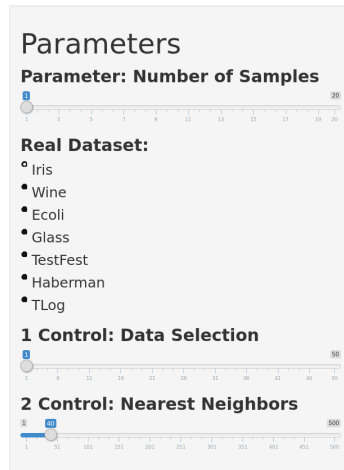 Parameters
Parameter: Number of Samples
1 20
1 3 5 7 9 11 13 15 17 19 20
Real Dataset:
Iris
Wine
Ecoli
Glass
TestFest
Haberman
TLog
1 Control: Data Selection
1 50
1 6 11 16 21 26 31 36 41 46 50
2 Control: Nearest Neighbors
1 40 500
1 51 101 151 201 251 301 351 401 451 500